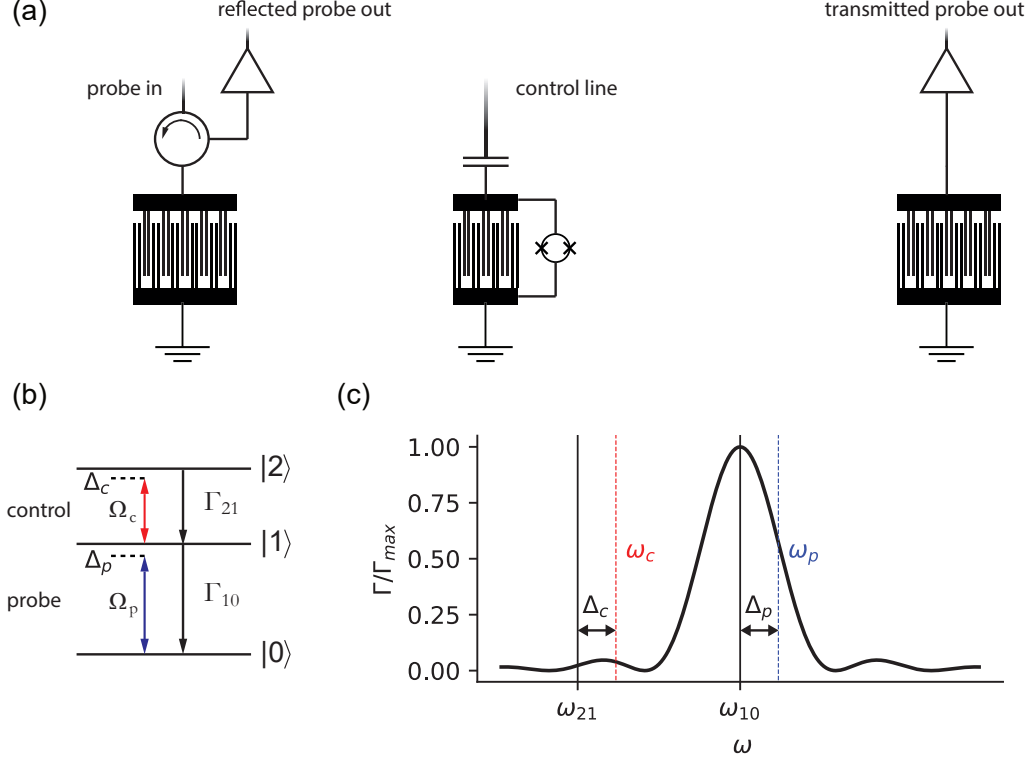 (a)
reflected probe out
transmitted probe out
probe in
control line
(b)
(c)
|2⟩
Δc
control
Ωc
Γ21
|1⟩
Δp
probe
Ωp
Γ10
|0⟩
1.00
0.75
0.50
0.25
0.00
Γ/Γmax
ωc
ωp
Δc
Δp
ω21
ω10
ω